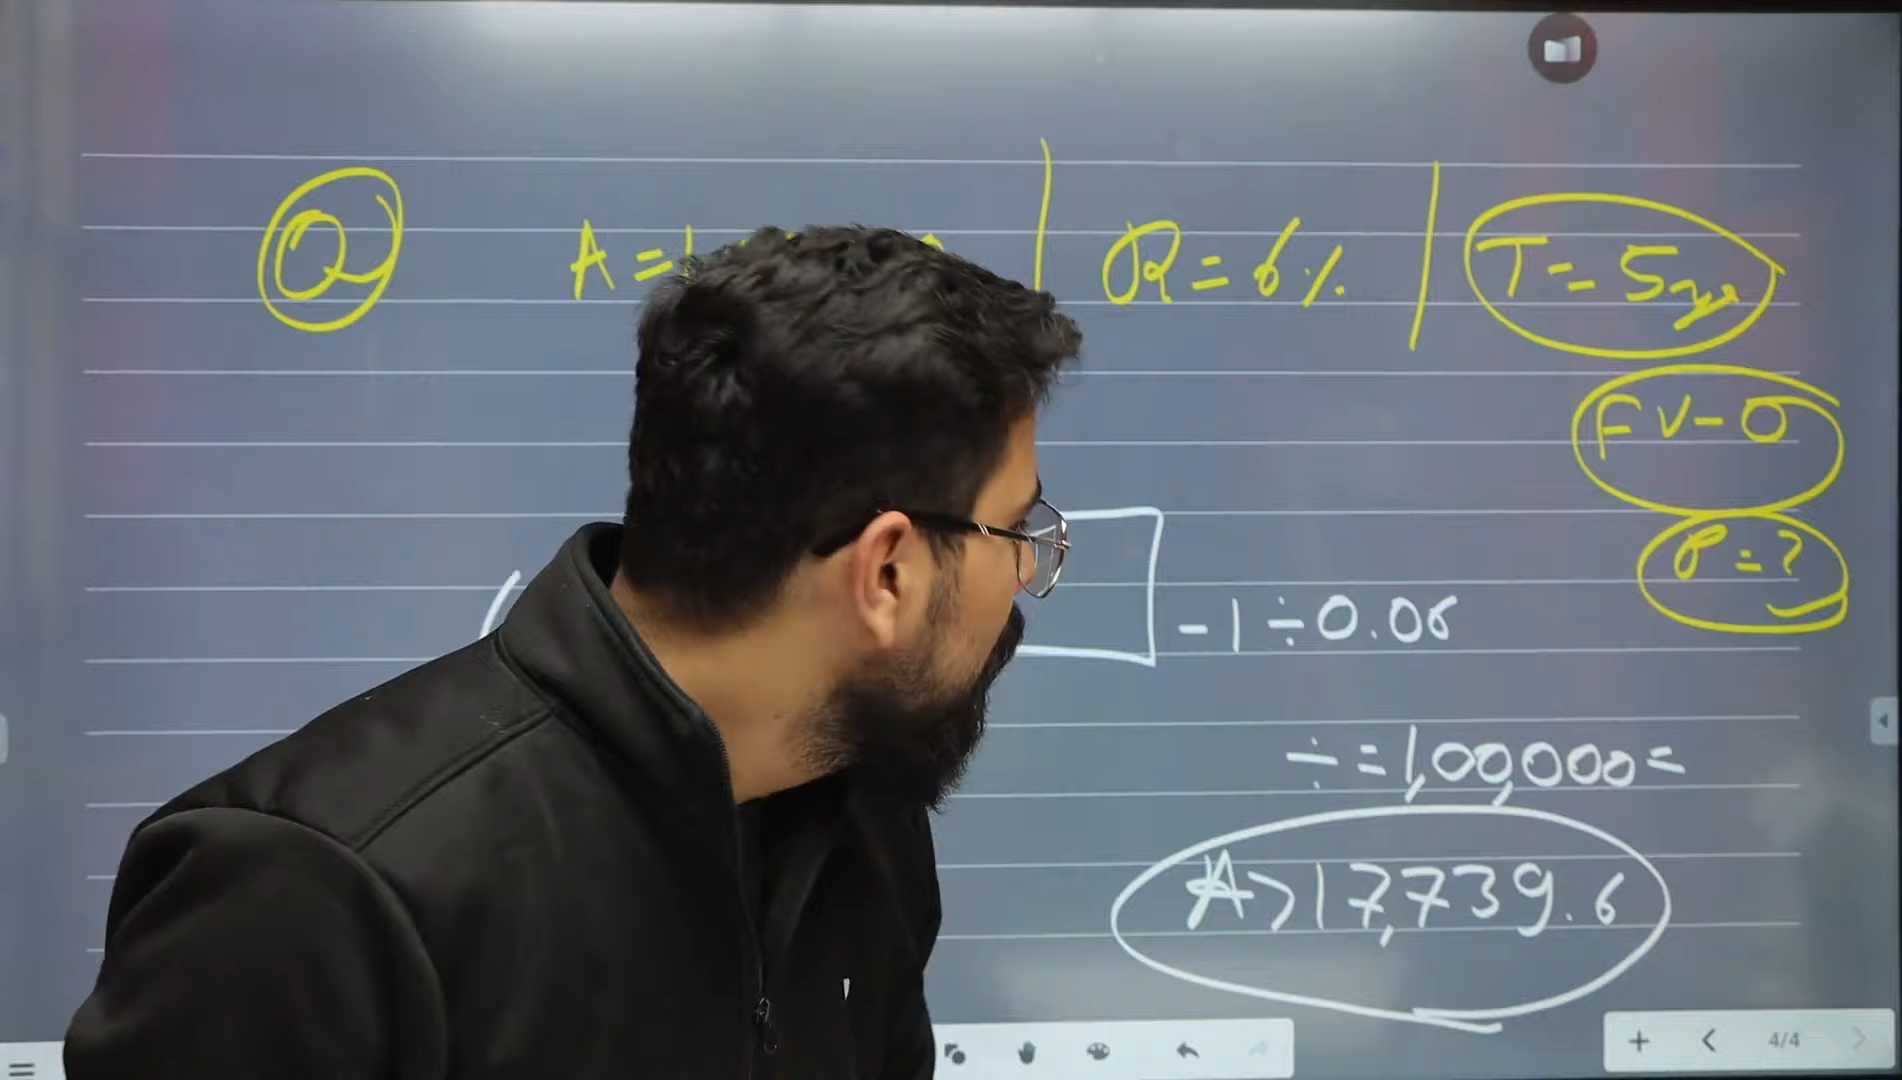 Q A = R = 6% T = 5yr
FV - 0
P = ?
- 1 ÷ 0.06
÷ = 1,00,000 =
A > 17,739.6
4/4